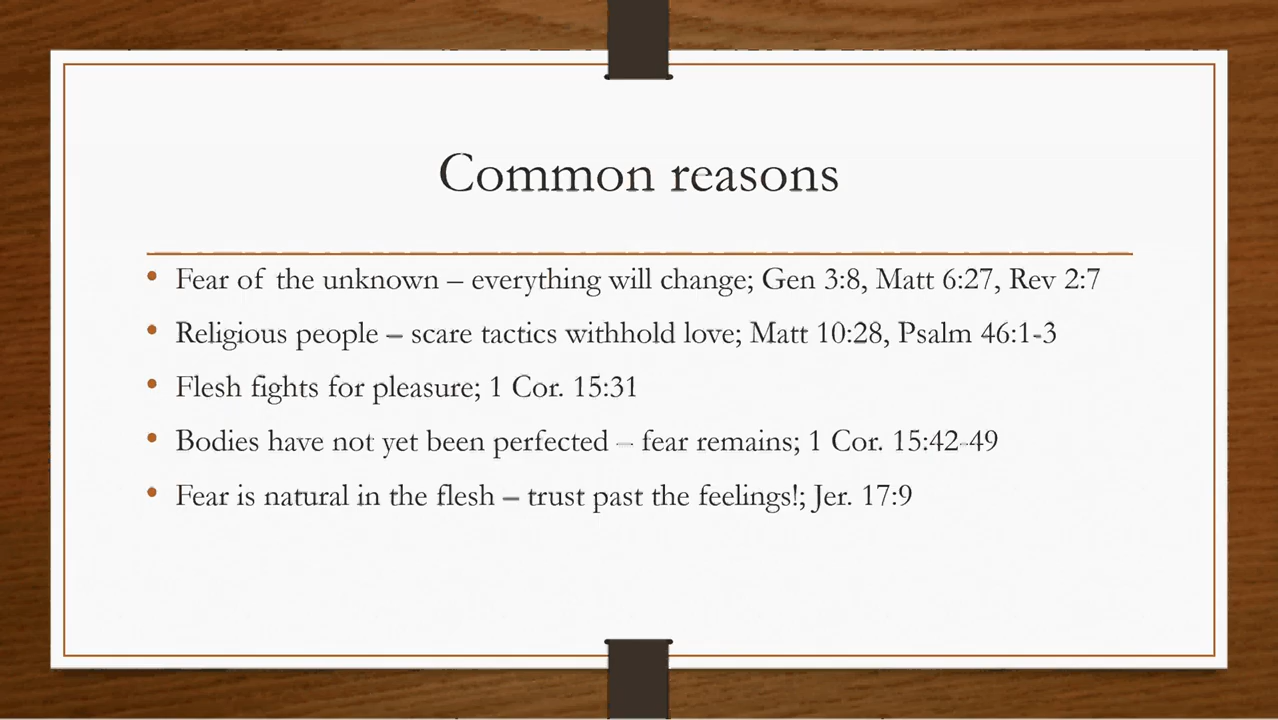 Common reasons
• Fear of the unknown – everything will change; Gen 3:8, Matt 6:27, Rev 2:7
• Religious people – scare tactics withhold love; Matt 10:28, Psalm 46:1-3
• Flesh fights for pleasure; 1 Cor. 15:31
• Bodies have not yet been perfected – fear remains; 1 Cor. 15:42-49
• Fear is natural in the flesh – trust past the feelings!; Jer. 17:9